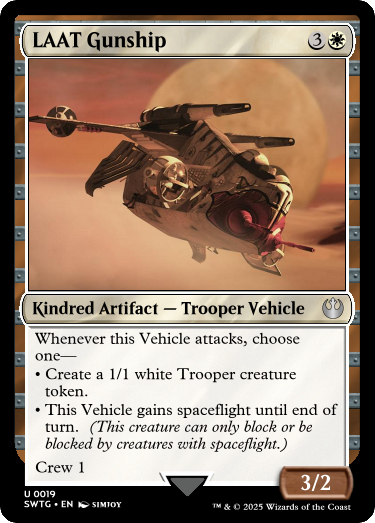 LAAT Gunship 3
Kindred Artifact — Trooper Vehicle
Whenever this Vehicle attacks, choose
one—
• Create a 1/1 white Trooper creature
token.
• This Vehicle gains spaceflight until end of
turn. (This creature can only block or be
blocked by creatures with spaceflight.)
Crew 1
3/2
U 0019
SWTG • EN SIMJOY
™ & © 2025 Wizards of the Coast